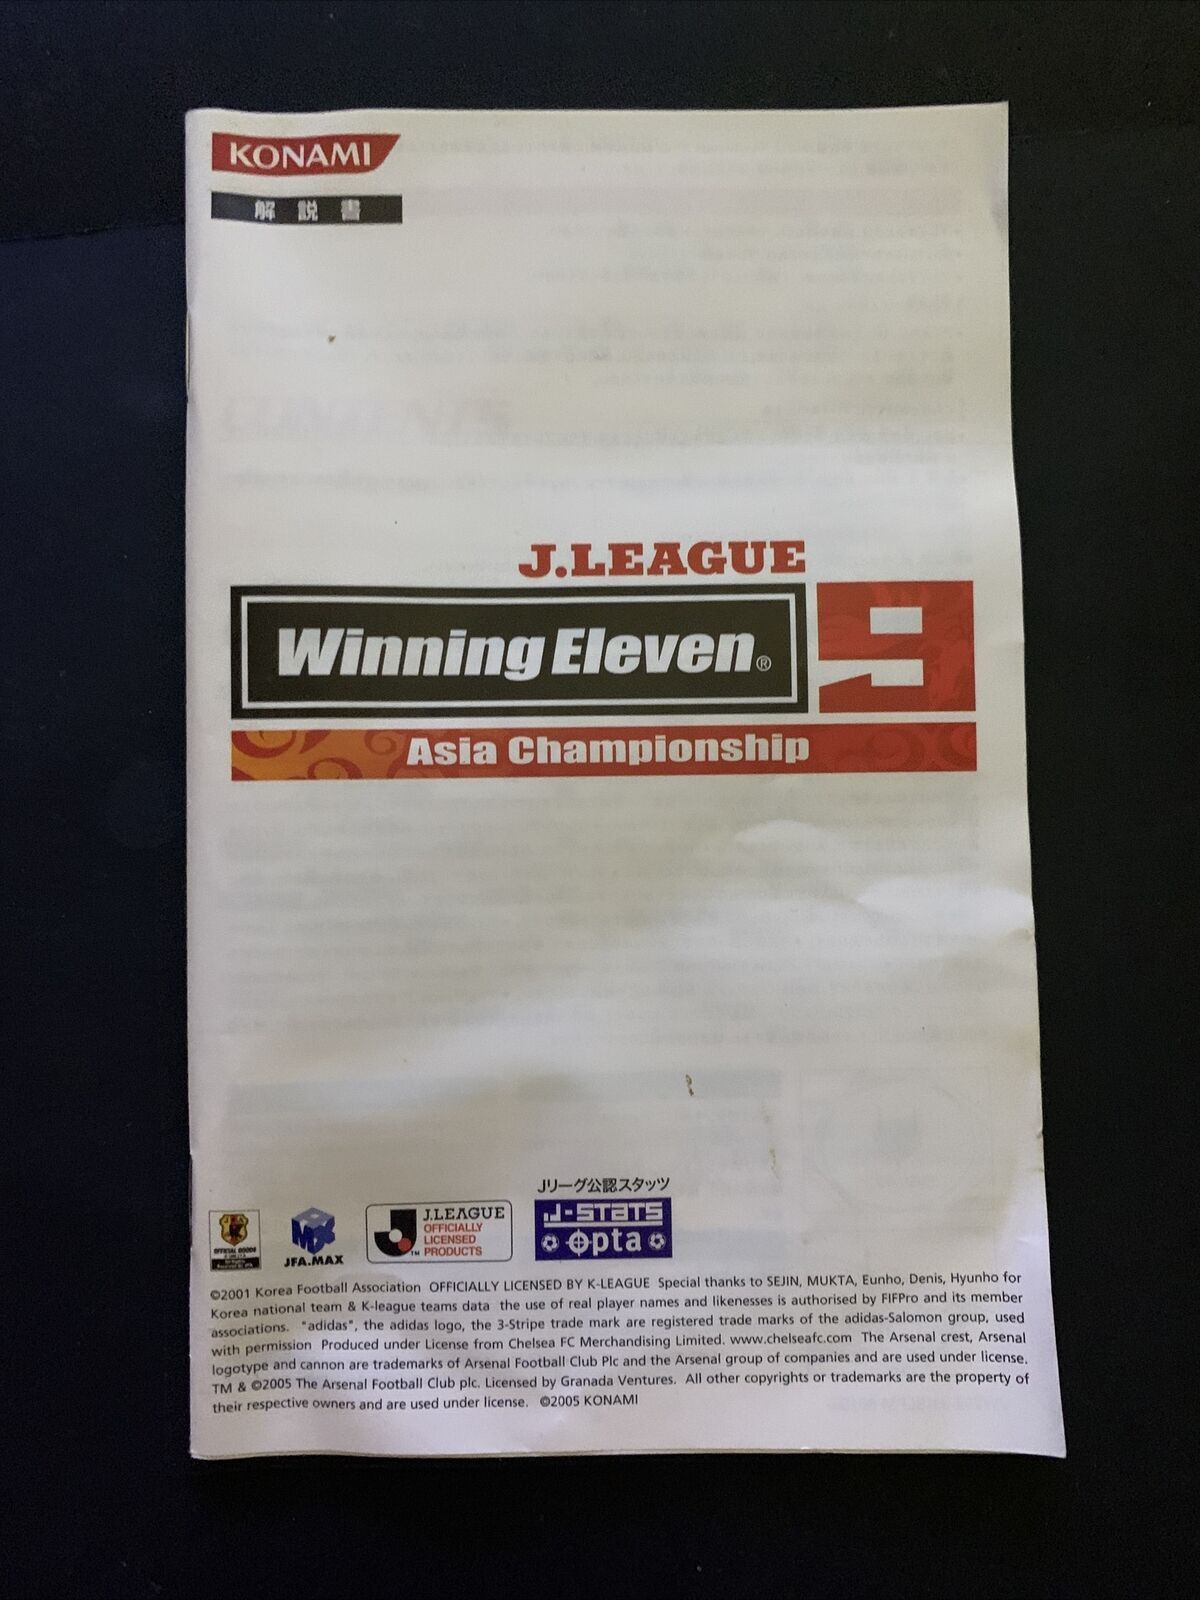 KONAMI
解説書
J.LEAGUE
Winning Eleven® 9
Asia Championship
Jリーグ公認スタッツ
J-STATS
opta
JFA
OFFICIAL GOODS
JFA.MAX
J.LEAGUE
OFFICIALLY
LICENSED
PRODUCTS
TM
©2001 Korea Football Association OFFICIALLY LICENSED BY K-LEAGUE Special thanks to SEJIN, MUKTA, Eunho, Denis, Hyunho for
Korea national team & K-league teams data the use of real player names and likenesses is authorised by FIFPro and its member
associations. "adidas", the adidas logo, the 3-Stripe trade mark are registered trade marks of the adidas-Salomon group, used
with permission Produced under License from Chelsea FC Merchandising Limited. www.chelseafc.com The Arsenal crest, Arsenal
logotype and cannon are trademarks of Arsenal Football Club Plc and the Arsenal group of companies and are used under license.
TM & ©2005 The Arsenal Football Club plc. Licensed by Granada Ventures. All other copyrights or trademarks are the property of
their respective owners and are used under license. ©2005 KONAMI